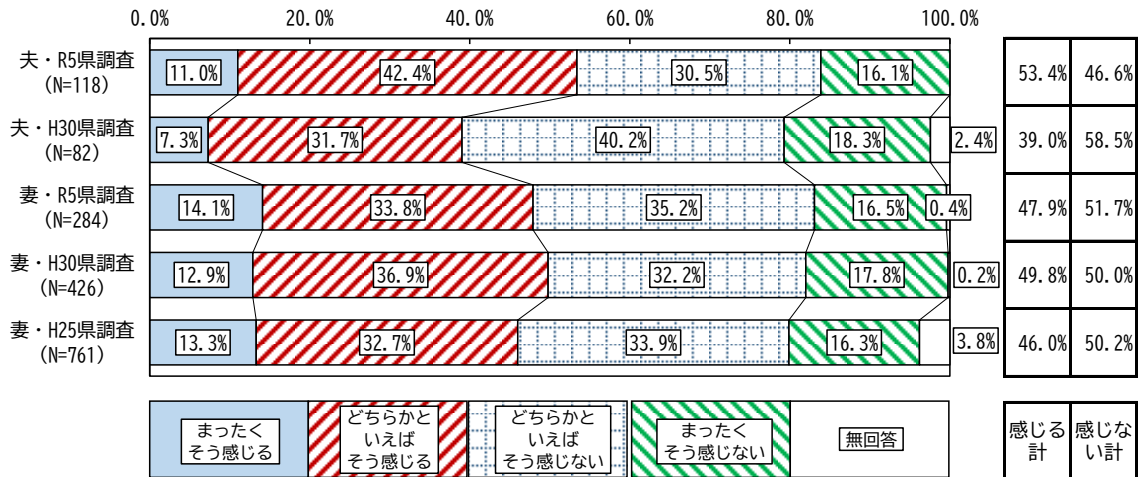 0.0% 20.0% 40.0% 60.0% 80.0% 100.0%
夫・R5県調査
(N=118)
11.0% 42.4% 30.5% 16.1% 53.4% 46.6%
夫・H30県調査
(N=82)
7.3% 31.7% 40.2% 18.3% 2.4% 39.0% 58.5%
妻・R5県調査
(N=284)
14.1% 33.8% 35.2% 16.5% 0.4% 47.9% 51.7%
妻・H30県調査
(N=426)
12.9% 36.9% 32.2% 17.8% 0.2% 49.8% 50.0%
妻・H25県調査
(N=761)
13.3% 32.7% 33.9% 16.3% 3.8% 46.0% 50.2%
まったく
そう感じる
どちらかと
いえば
そう感じる
どちらかと
いえば
そう感じない
まったく
そう感じない
無回答
感じる
計
感じな
い計